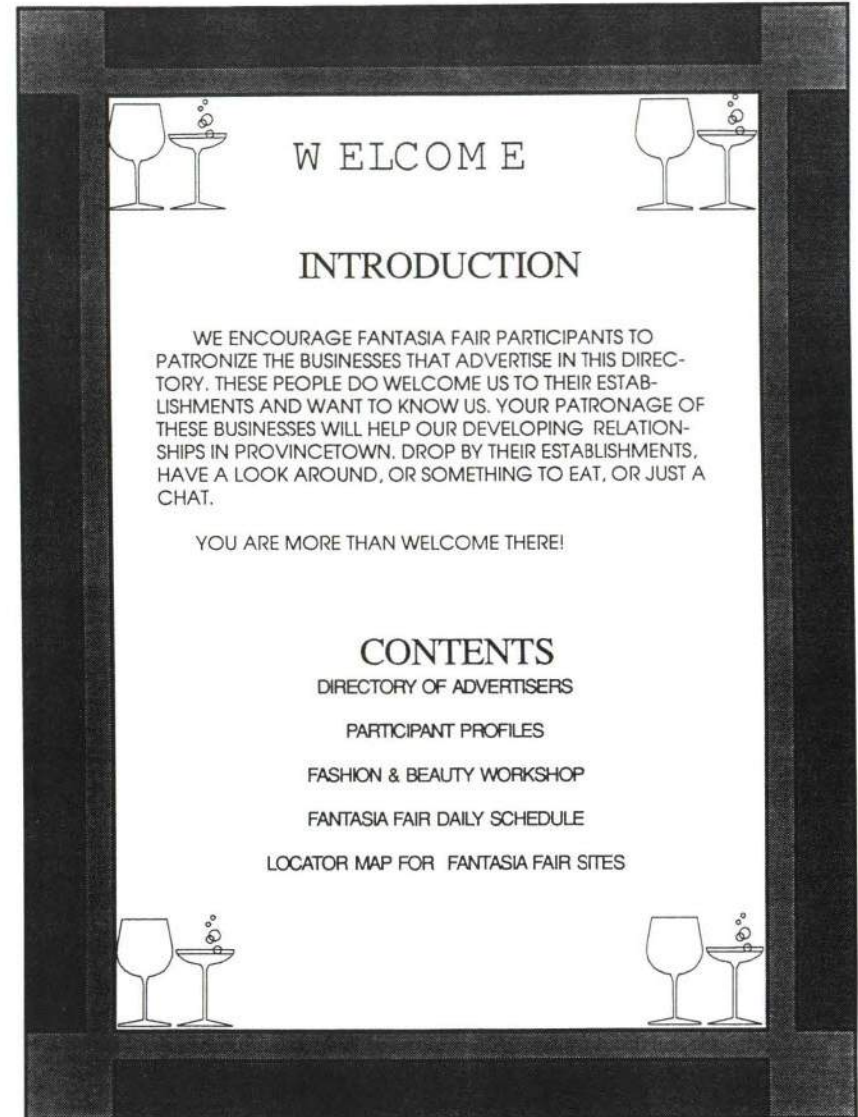 WELCOME
INTRODUCTION
WE ENCOURAGE FANTASIA FAIR PARTICIPANTS TO
PATRONIZE THE BUSINESSES THAT ADVERTISE IN THIS DIREC-
TORY. THESE PEOPLE DO WELCOME US TO THEIR ESTAB-
LISHMENTS AND WANT TO KNOW US. YOUR PATRONAGE OF
THESE BUSINESSES WILL HELP OUR DEVELOPING RELATION-
SHIPS IN PROVINCETOWN. DROP BY THEIR ESTABLISHMENTS,
HAVE A LOOK AROUND, OR SOMETHING TO EAT, OR JUST A
CHAT.
YOU ARE MORE THAN WELCOME THERE!
CONTENTS
DIRECTORY OF ADVERTISERS
PARTICIPANT PROFILES
FASHION & BEAUTY WORKSHOP
FANTASIA FAIR DAILY SCHEDULE
LOCATOR MAP FOR FANTASIA FAIR SITES